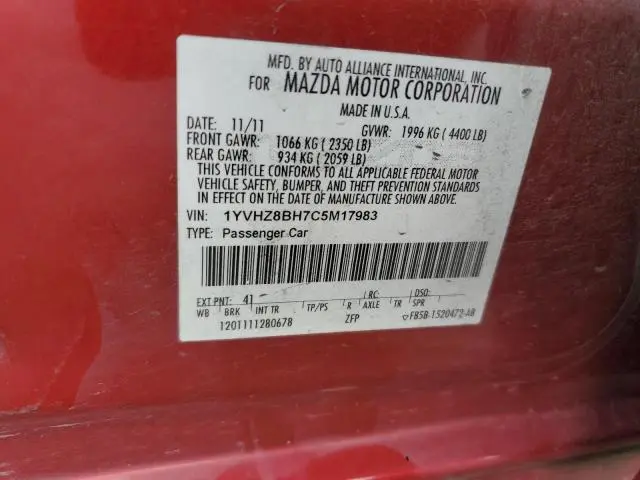 MFD. BY AUTO ALLIANCE INTERNATIONAL, INC.
FOR MAZDA MOTOR CORPORATION
MADE IN U.S.A.
DATE: 11/11 GVWR: 1996 KG ( 4400 LB)
FRONT GAWR: 1066 KG ( 2350 LB)
REAR GAWR: 934 KG ( 2059 LB)
THIS VEHICLE CONFORMS TO ALL APPLICABLE FEDERAL MOTOR
VEHICLE SAFETY, BUMPER, AND THEFT PREVENTION STANDARDS
IN EFFECT ON THE DATE OF MANUFACTURE SHOWN ABOVE.
VIN: 1YVHZ8BH7C5M17983
TYPE: Passenger Car
EXT PNT: 41 RC: DSO:
WB BRK INT TR TP/PS R AXLE TR SPR
1201111280678 ZFP F85B-1520472-AB